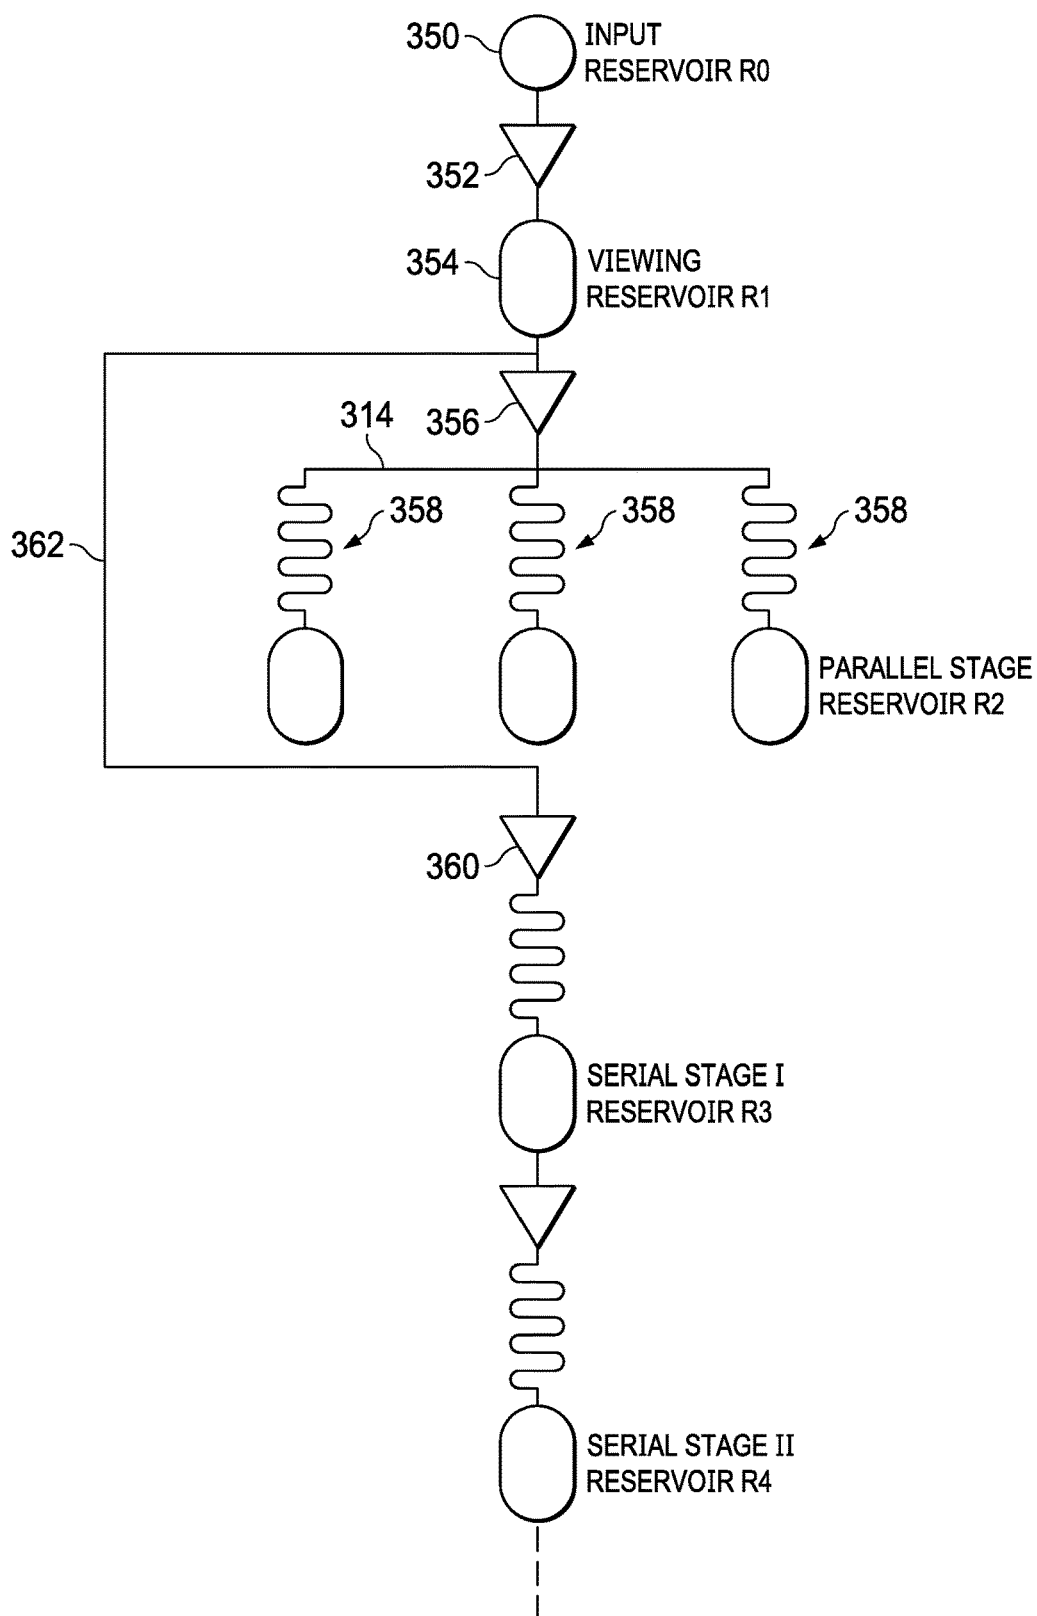 350
INPUT
RESERVOIR R0
352
354
VIEWING
RESERVOIR R1
356
314
358
358
358
362
PARALLEL STAGE
RESERVOIR R2
360
SERIAL STAGE I
RESERVOIR R3
SERIAL STAGE II
RESERVOIR R4